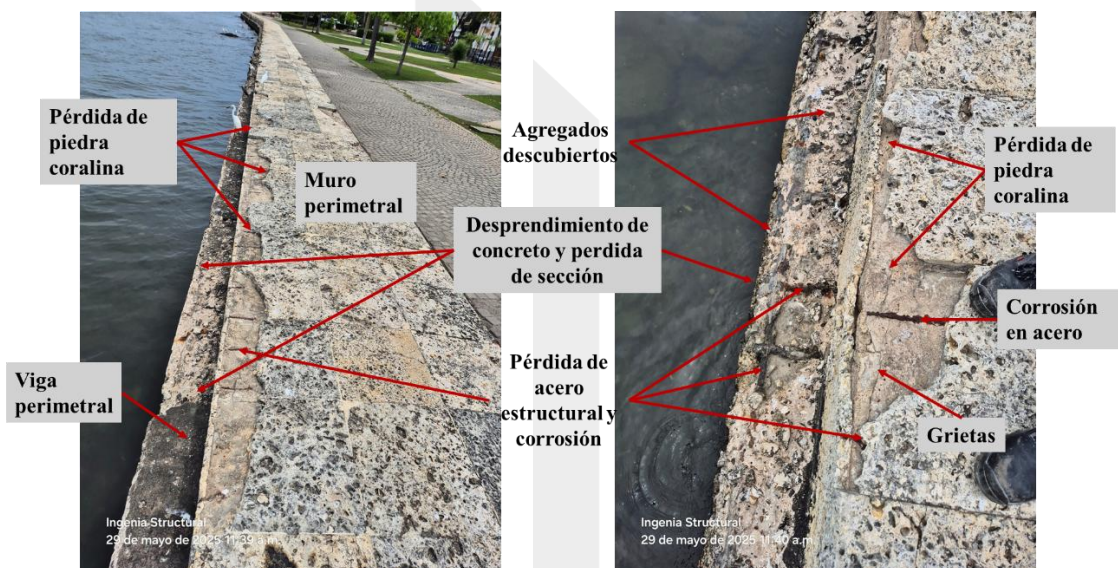 Pérdida de
piedra
coralina
Muro
perimetral
Viga
perimetral
Agregados
descubiertos
Desprendimiento de
concreto y perdida
de sección
Pérdida de
acero
estructural y
corrosión
Pérdida de
piedra
coralina
Corrosión
en acero
Grietas
Ingenia Structural
29 de mayo de 2025 11:39 a.m.
Ingenia Structural
29 de mayo de 2025 11:40 a.m.